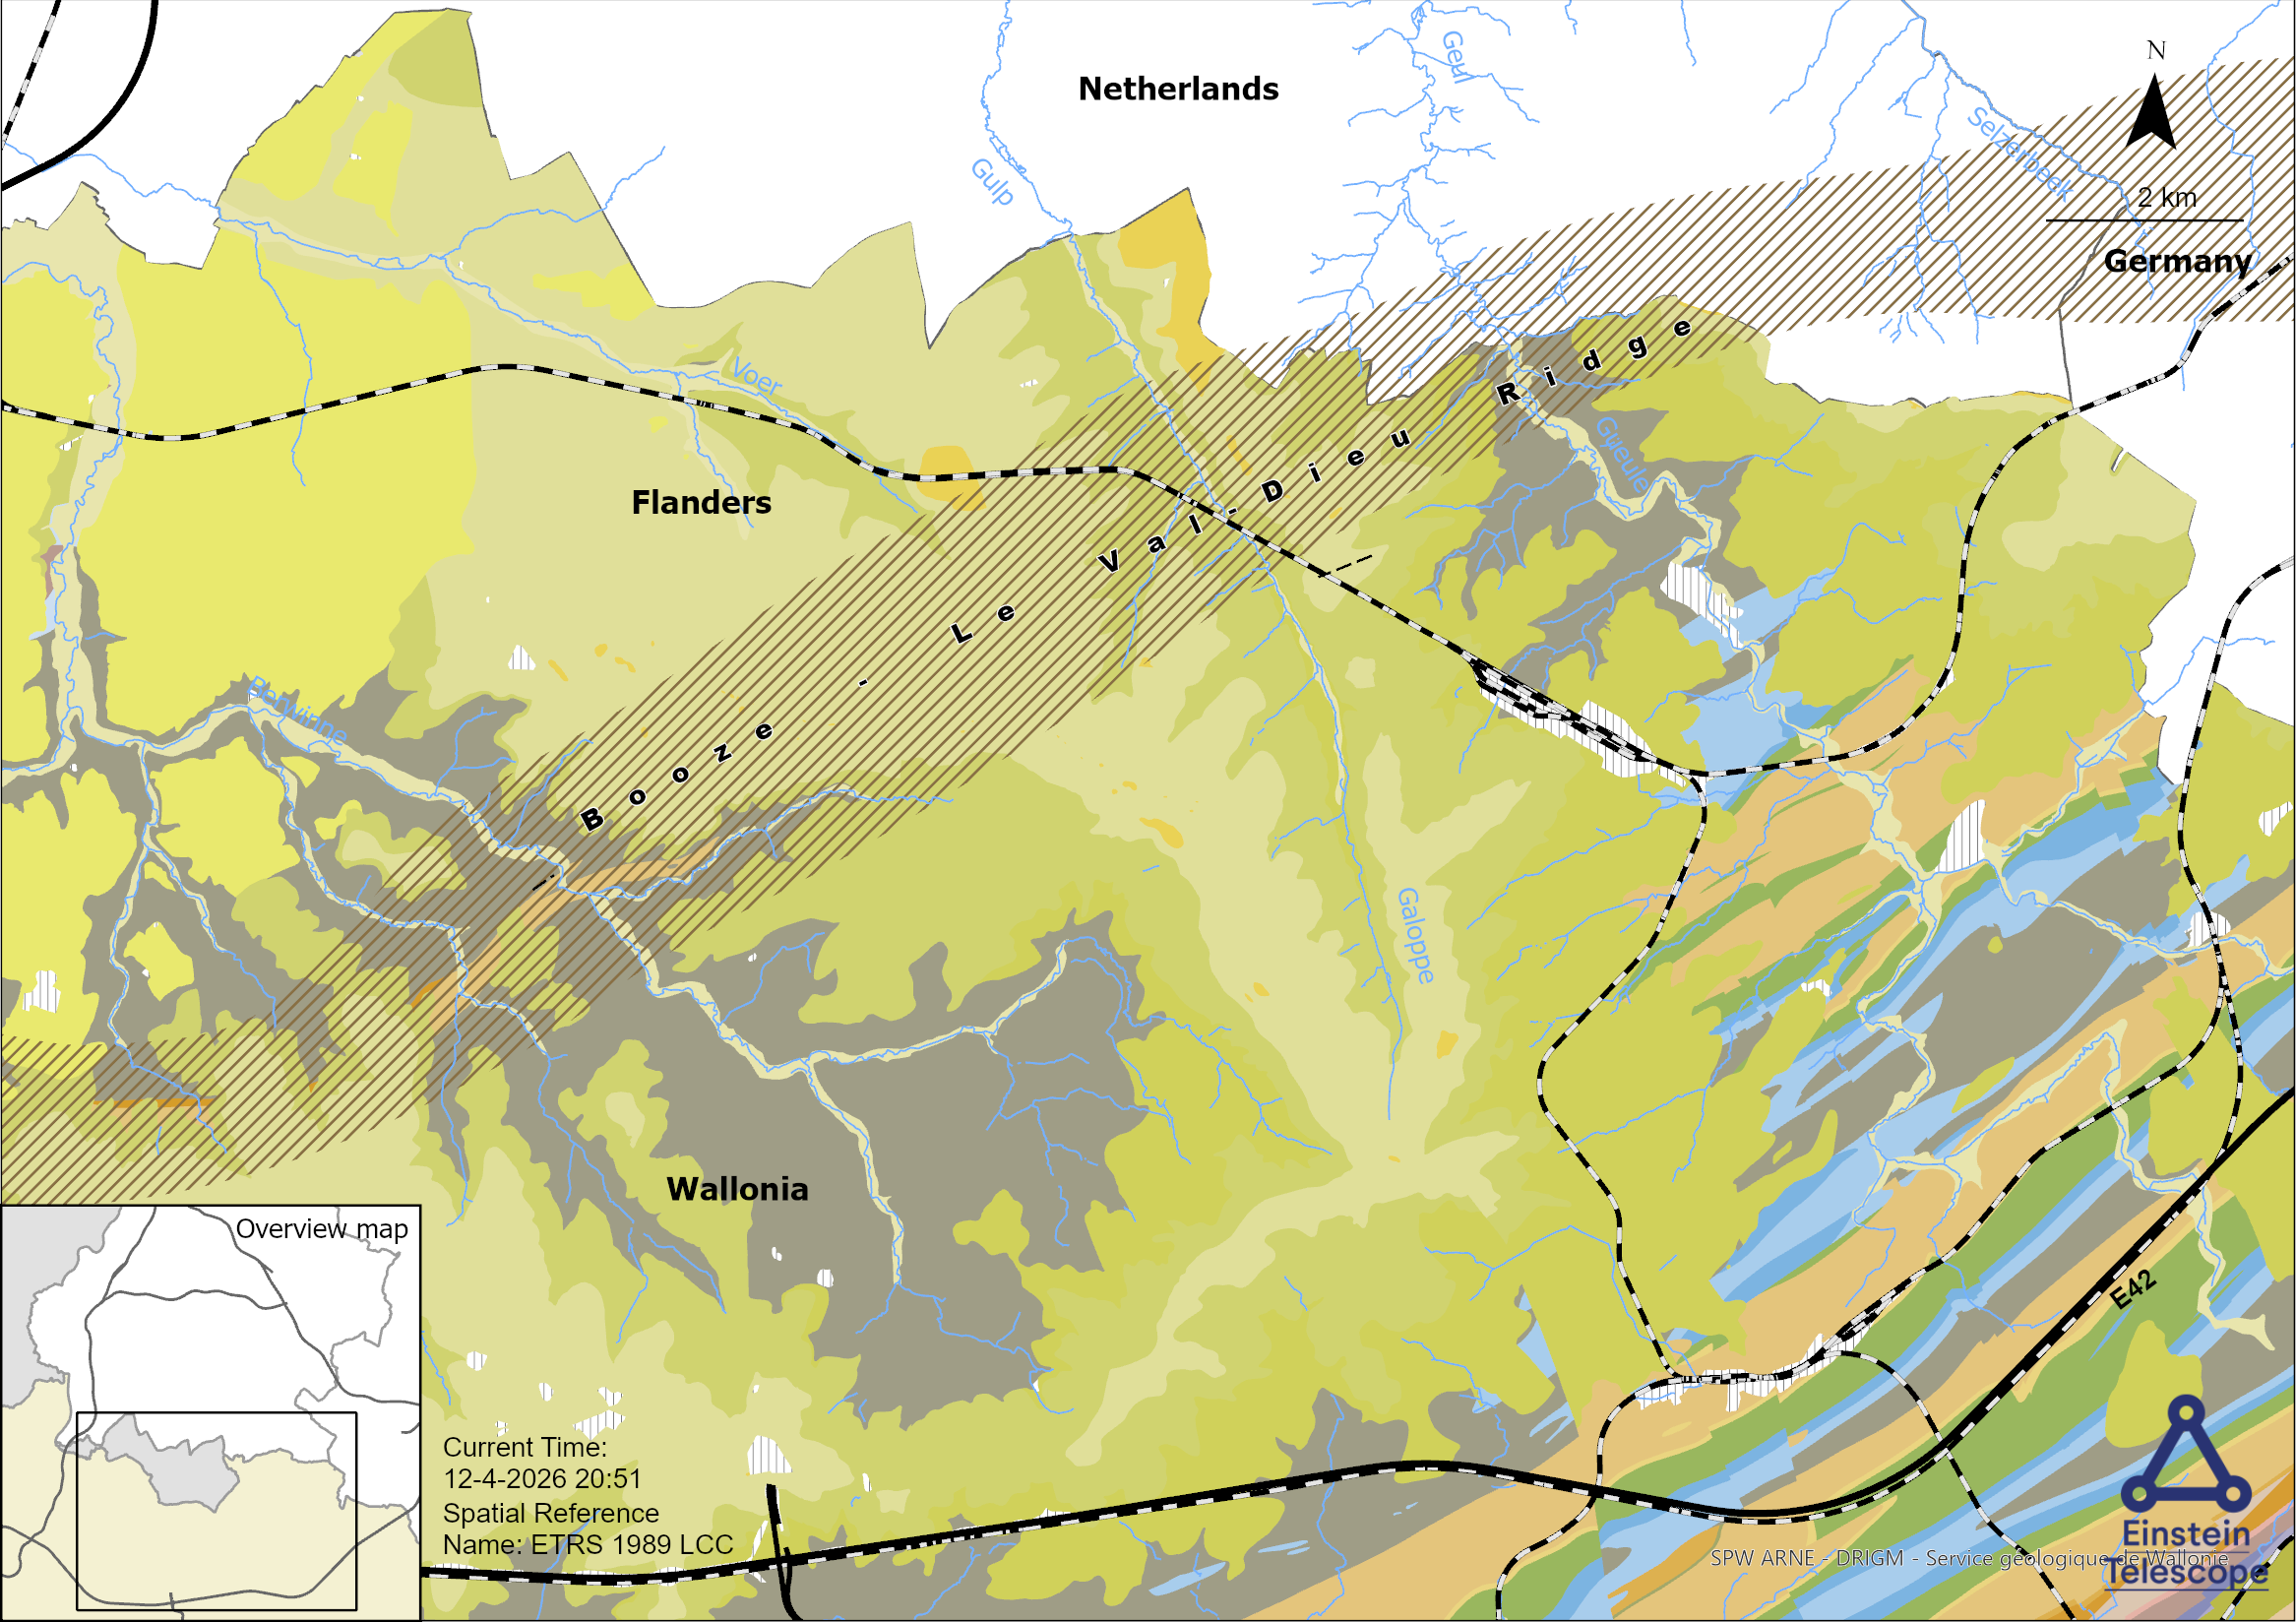 Netherlands
Geul
N
Selzerbeek
2 km
Gulp
Germany
Voer
Booze - Le Val-Dieu Ridge
Gueule
Flanders
Berwinne
Galoppe
Wallonia
Overview map
E42
Current Time:
12-4-2026 20:51
Spatial Reference
Name: ETRS 1989 LCC
Einstein
Telescope
SPW ARNE - DRIGM - Service géologique de Wallonie